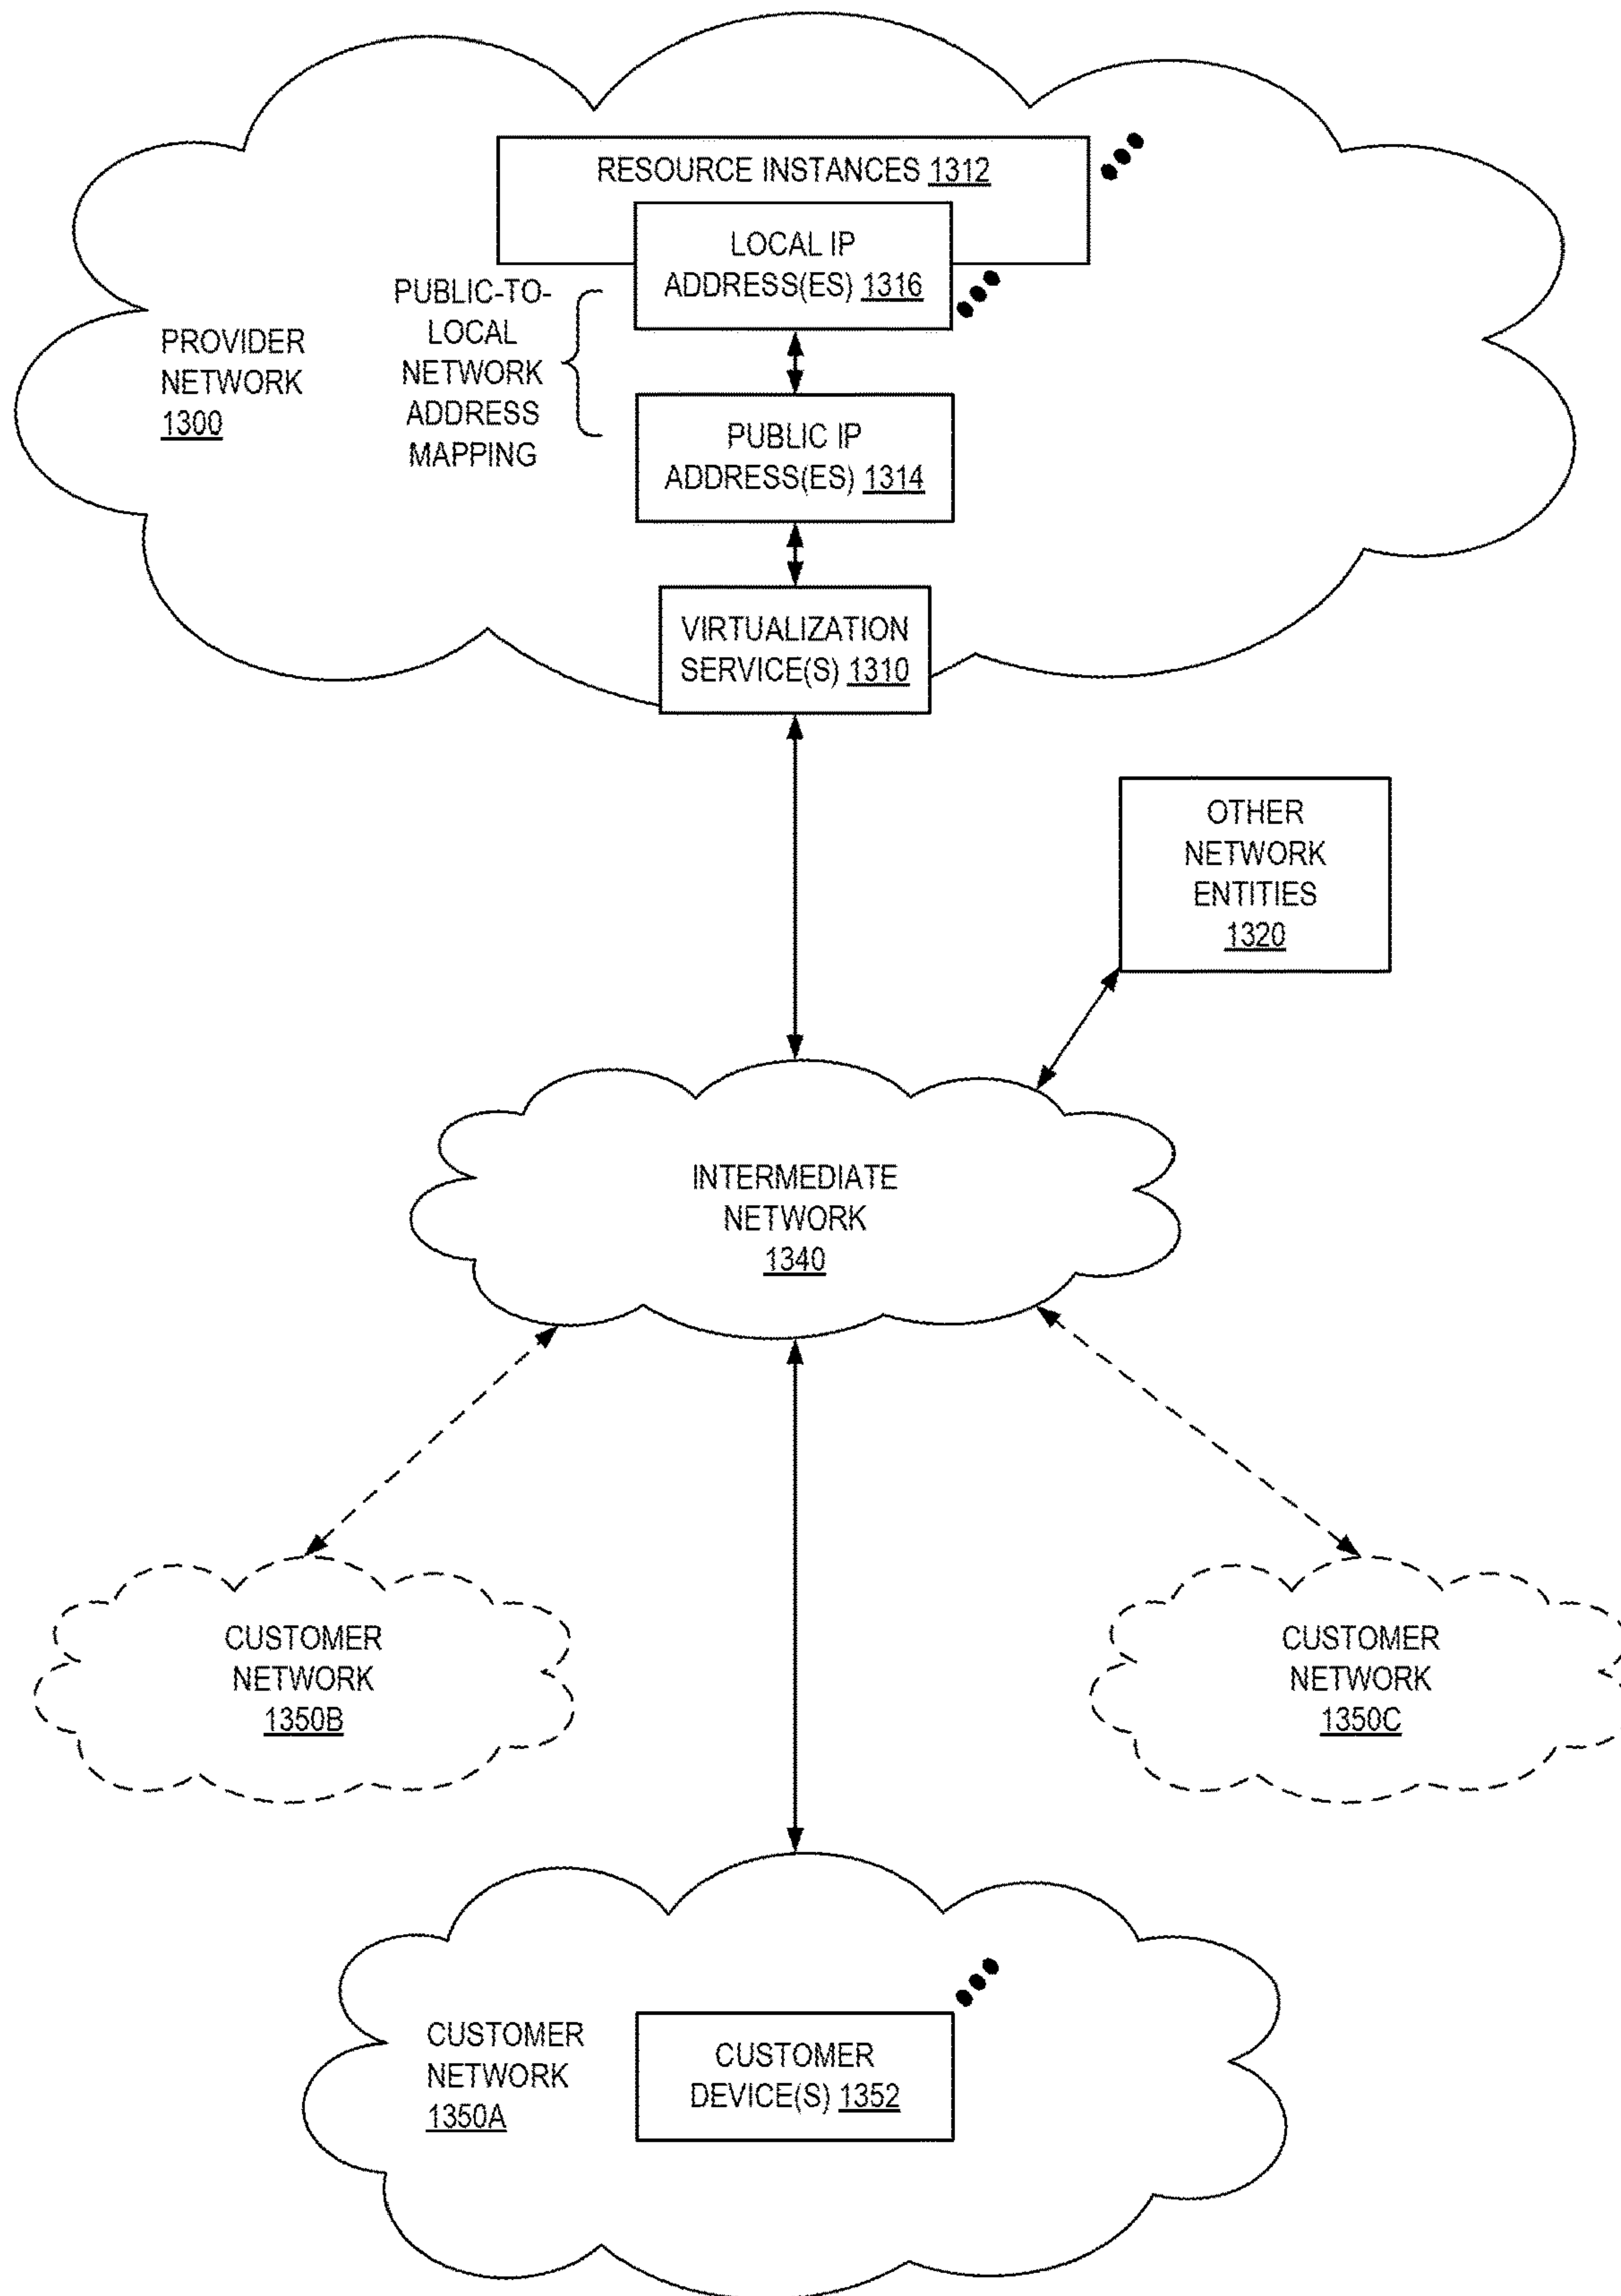 RESOURCE INSTANCES 1312
LOCAL IP
ADDRESS(ES) 1316
PUBLIC-TO-
LOCAL
NETWORK
ADDRESS
MAPPING
PROVIDER
NETWORK
1300
PUBLIC IP
ADDRESS(ES) 1314
VIRTUALIZATION
SERVICE(S) 1310
OTHER
NETWORK
ENTITIES
1320
INTERMEDIATE
NETWORK
1340
CUSTOMER
NETWORK
1350B
CUSTOMER
NETWORK
1350C
CUSTOMER
NETWORK
1350A
CUSTOMER
DEVICE(S) 1352